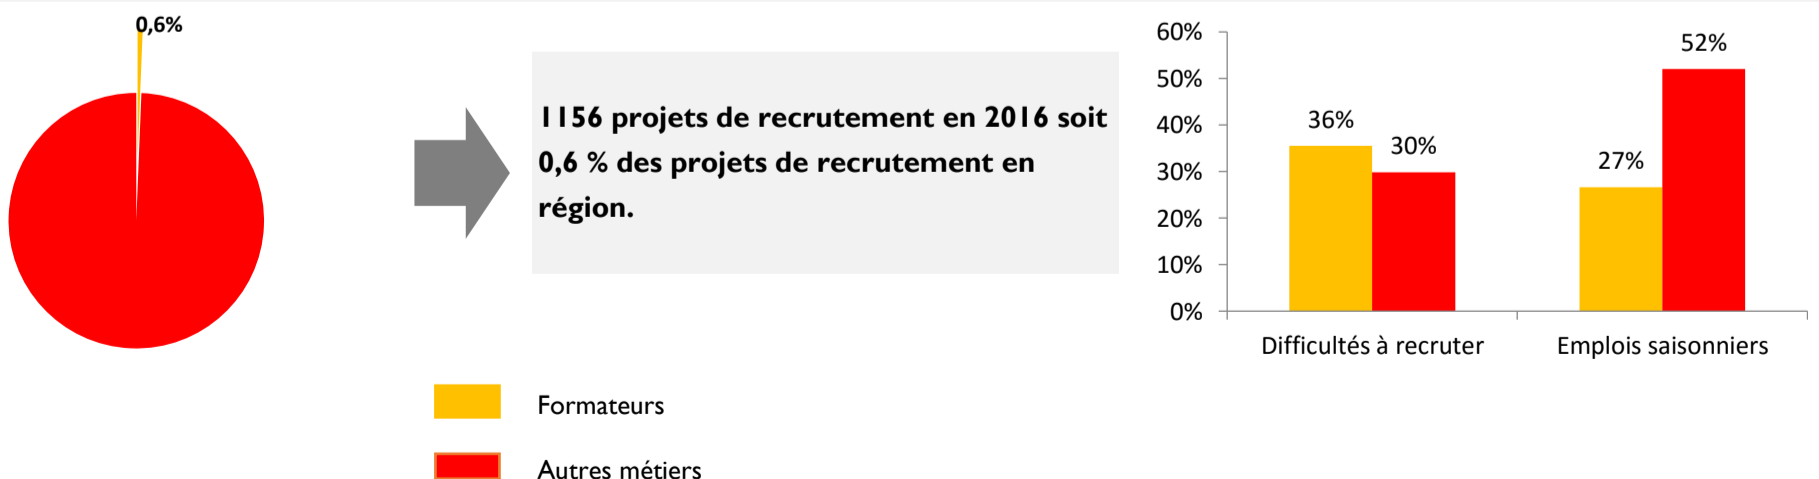 0,6%
1156 projets de recrutement en 2016 soit
0,6 % des projets de recrutement en
région.
60%
50%
40%
30%
20%
10%
0%
36%
30%
27%
52%
Difficultés à recruter
Emplois saisonniers
Formateurs
Autres métiers